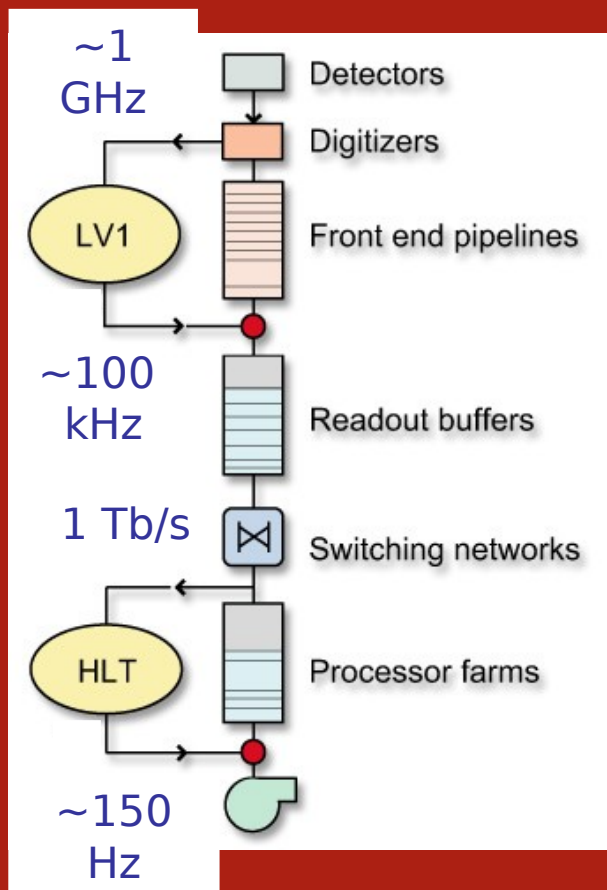 ~1
GHz
Detectors
Digitizers
LV1
Front end pipelines
~100
kHz
Readout buffers
1 Tb/s
Switching networks
HLT
Processor farms
~150
Hz